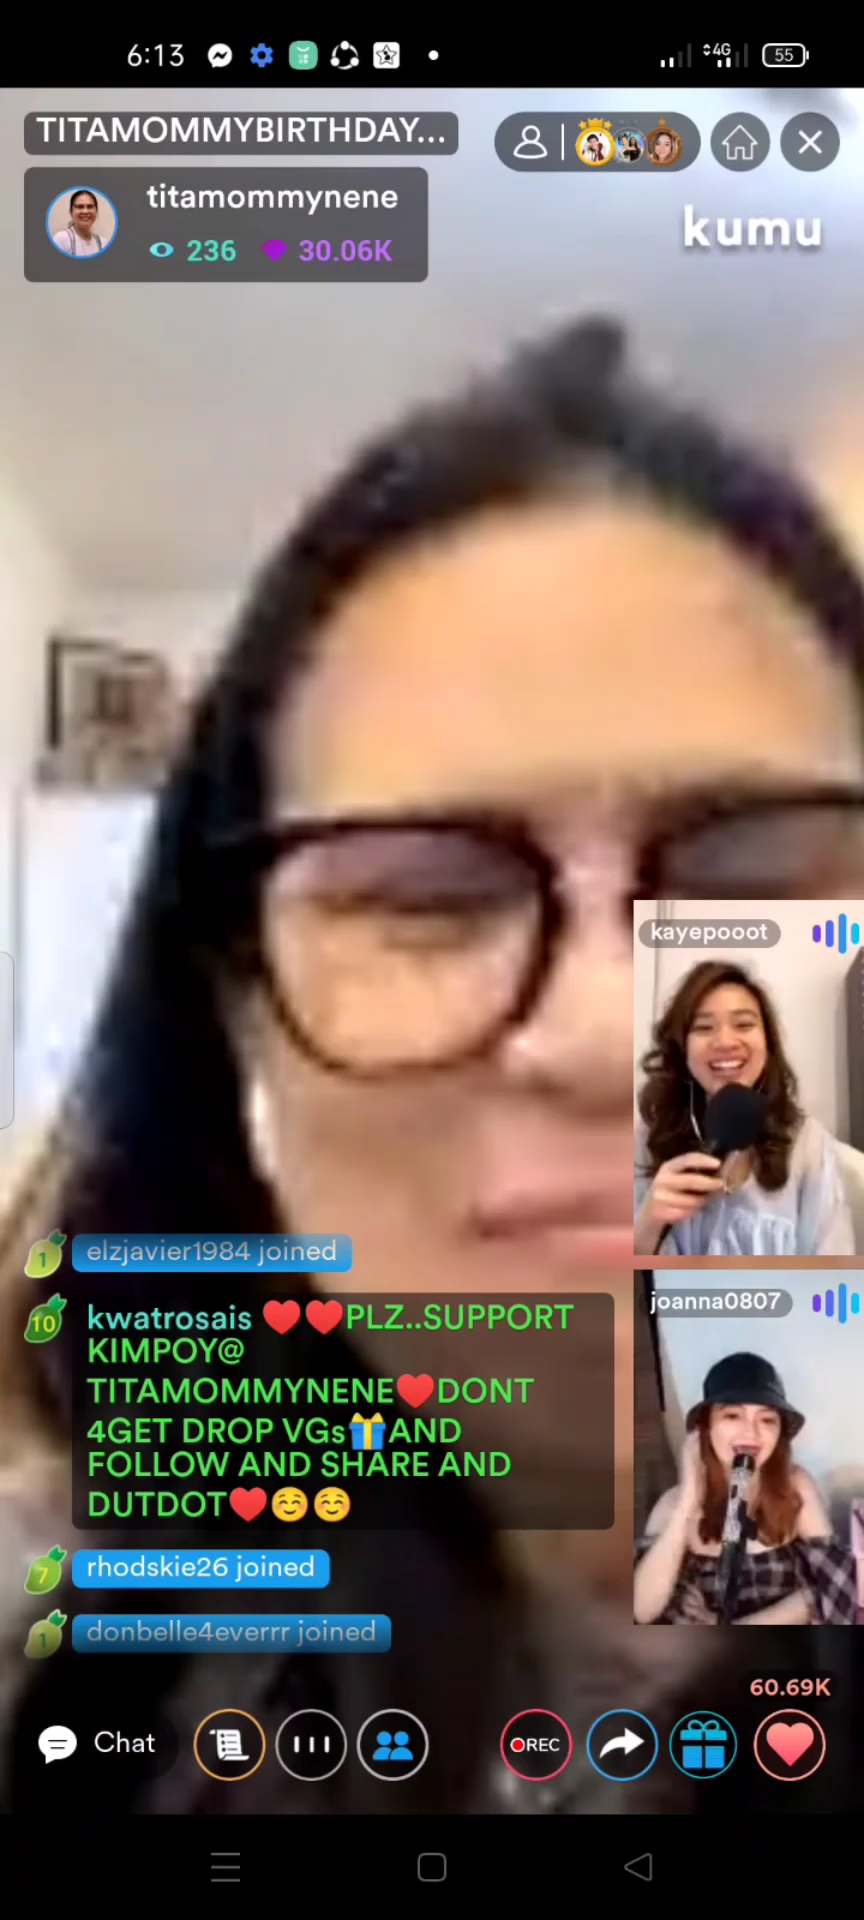 6:13
4G
55
TITAMOMMYBIRTHDAY...
titamommynene
236 30.06K
kumu
kayepooot
elzjavier1984 joined
1
joanna0807
10
kwatrosais ❤️❤️PLZ..SUPPORT
KIMPOY@
TITAMOMMYNENE❤️DONT
4GET DROP VGs🎁AND
FOLLOW AND SHARE AND
DUTDOT❤️☺️☺️
7
rhodskie26 joined
1
donbelle4everrr joined
60.69K
Chat
REC